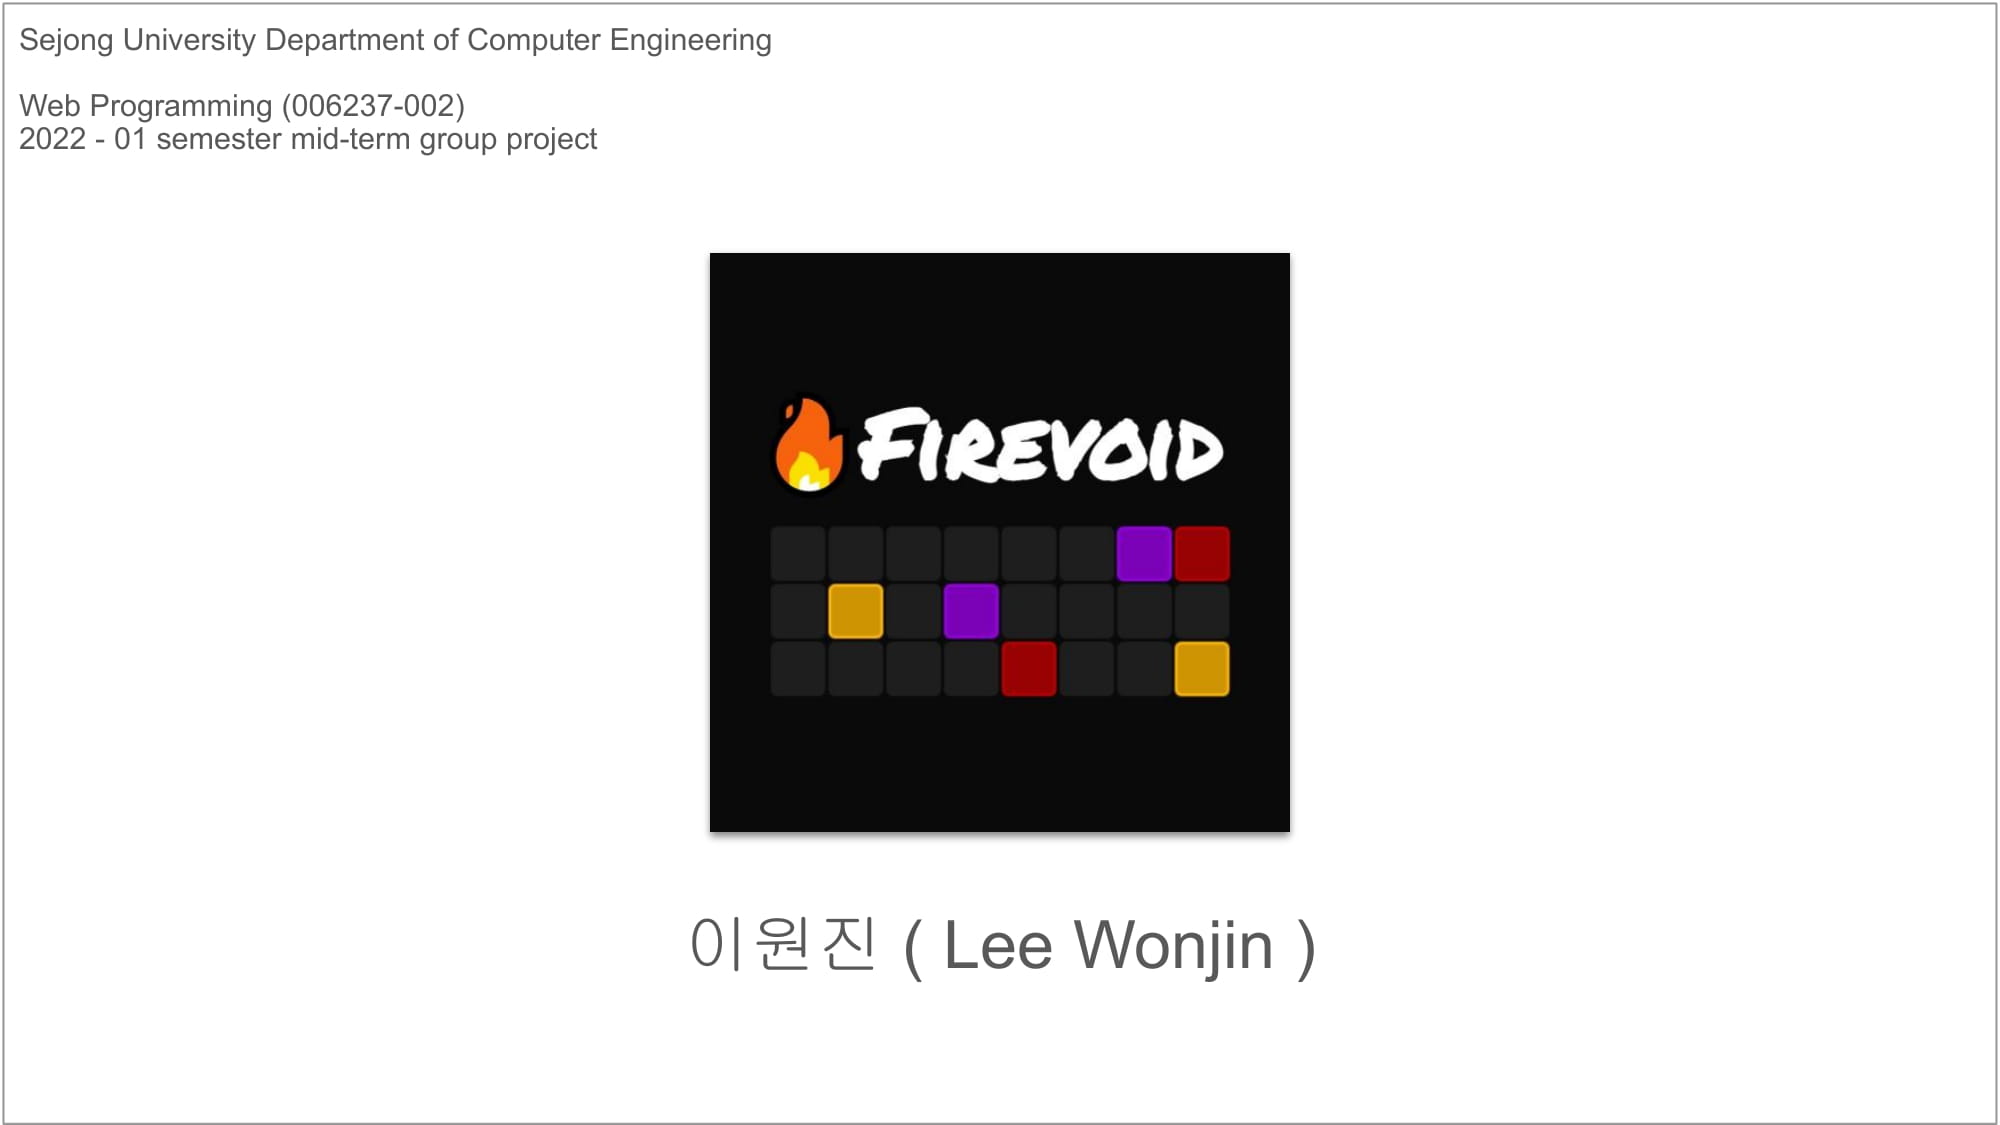 Sejong University Department of Computer Engineering
Web Programming (006237-002)
2022 - 01 semester mid-term group project
FIREVOID
이원진 ( Lee Wonjin )